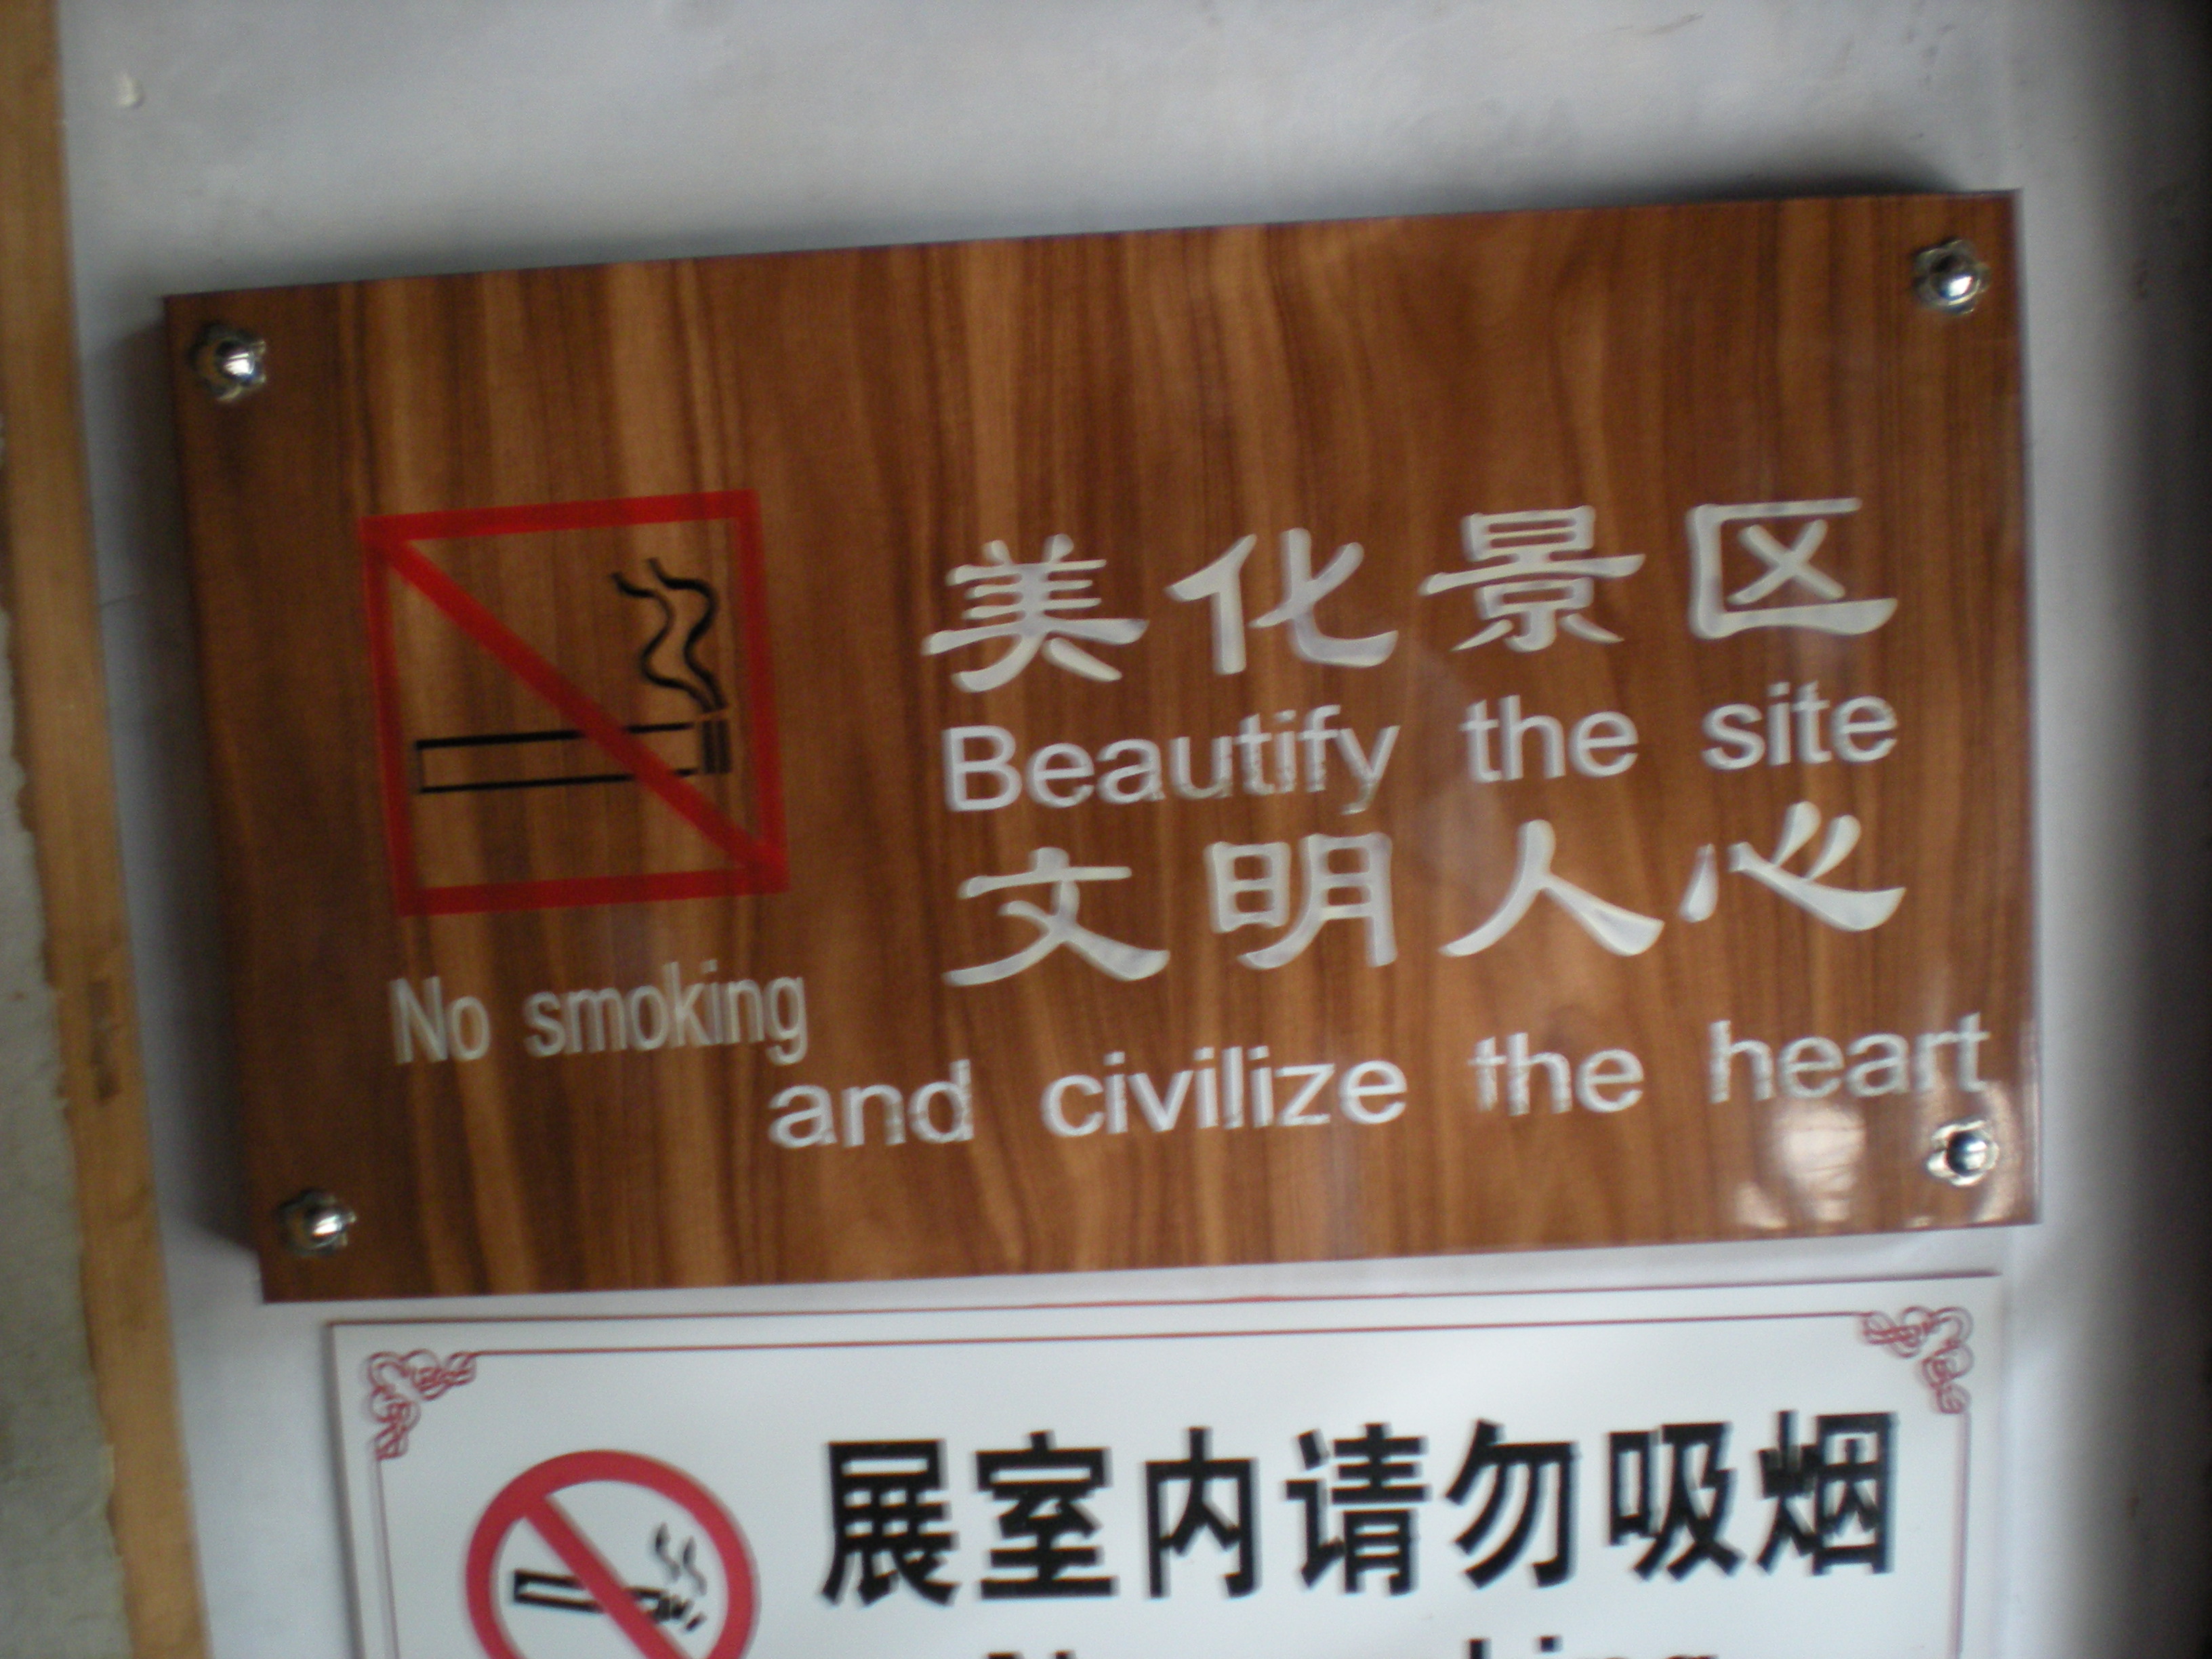 美化景区
Beautify the site
文明人心
No smoking
and civilize the heart
展室内请勿吸烟